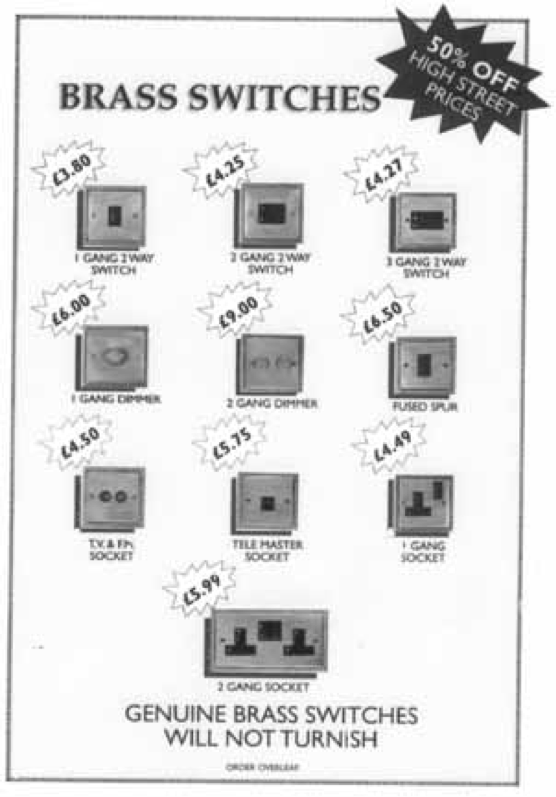 50% OFF
HIGH STREET
PRICES
BRASS SWITCHES
£3.80
1 GANG 2 WAY
SWITCH
£4.25
2 GANG 2 WAY
SWITCH
£4.27
3 GANG 2 WAY
SWITCH
£6.00
1 GANG DIMMER
£9.00
2 GANG DIMMER
£6.50
FUSED SPUR
£4.50
T.V. & F.M.
SOCKET
£5.75
TELE MASTER
SOCKET
£4.49
1 GANG
SOCKET
£5.99
2 GANG SOCKET
GENUINE BRASS SWITCHES
WILL NOT TURNiSH
ORDER OVERLEAF